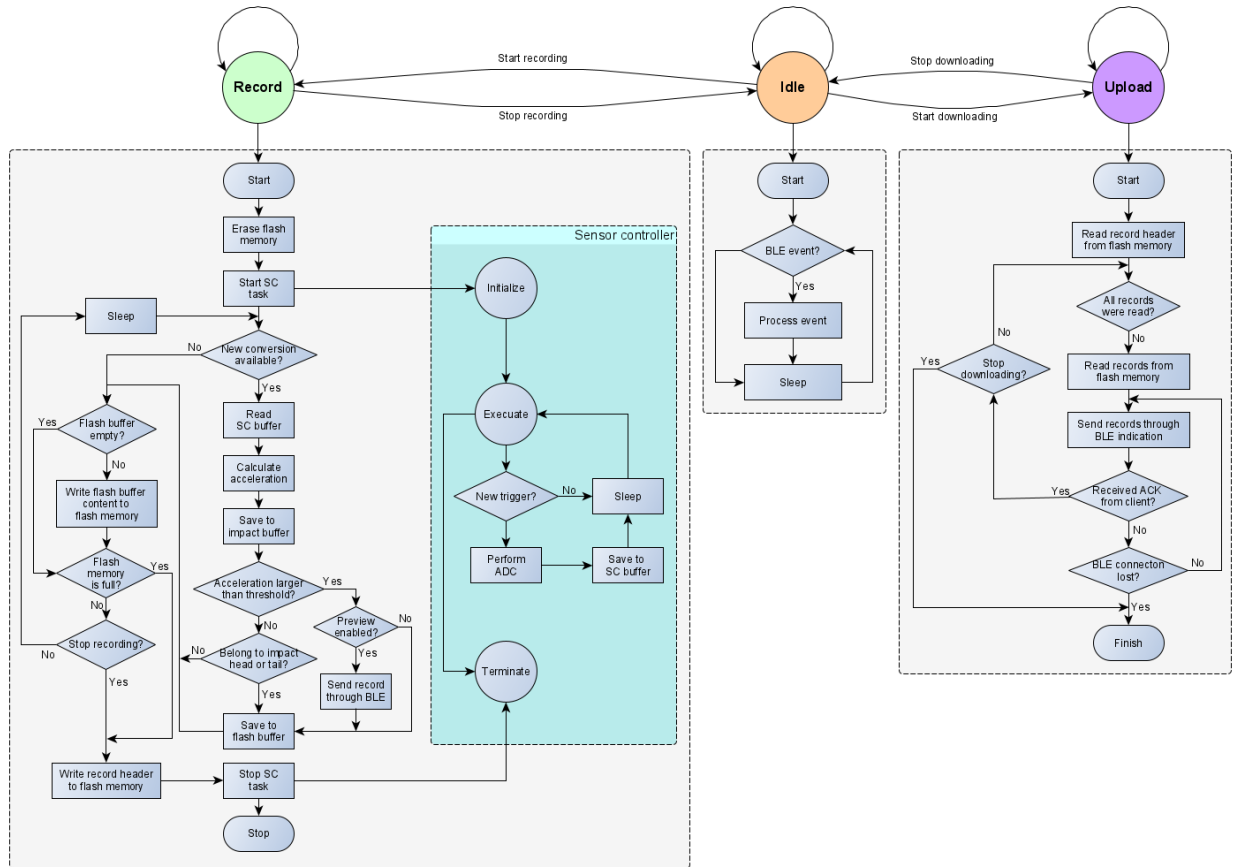 Record
Start recording
Stop recording
Idle
Stop downloading
Start downloading
Upload
Start
Erase flash
memory
Start SC
task
Sleep
New conversion
available?
No
Yes
Read
SC buffer
Flash buffer
empty?
Yes
No
Calculate
acceleration
Write flash buffer
content to
flash memory
Save to
impact buffer
Flash
memory
is full?
Yes
No
Acceleration larger
than threshold?
Yes
No
Preview
enabled?
No
Yes
Stop recording?
No
Yes
Belong to impact
head or tail?
No
Yes
Send record
through BLE
Save to
flash buffer
Write record header
to flash memory
Stop SC
task
Stop
Sensor controller
Initialize
Execuate
New trigger?
No
Sleep
Perform
ADC
Save to
SC buffer
Terminate
Start
BLE event?
Yes
Process event
Sleep
Start
Read record header
from flash memory
All records
were read?
No
No
Yes
Stop
downloading?
Read records from
flash memory
Send records through
BLE indication
Yes
Received ACK
from client?
No
BLE connecton
lost?
No
Yes
Finish